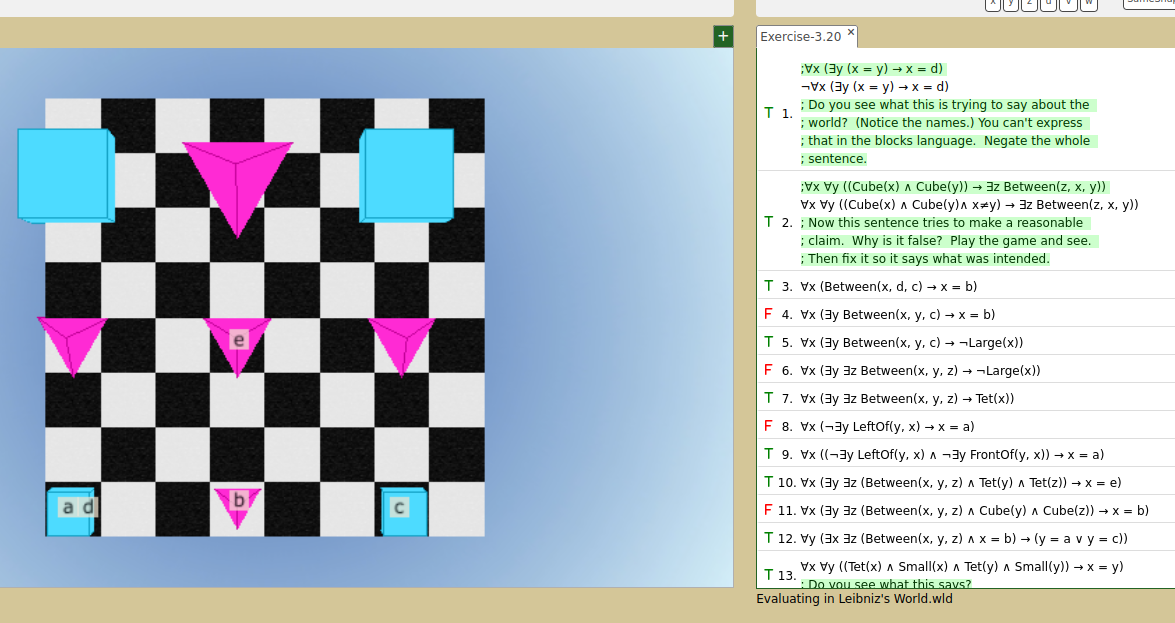 x y z u v w
+
Exercise-3.20 ×
;∀x (∃y (x = y) → x = d)
¬∀x (∃y (x = y) → x = d)
; Do you see what this is trying to say about the
T 1. ; world?  (Notice the names.) You can't express
; that in the blocks language.  Negate the whole
; sentence.
;∀x ∀y ((Cube(x) ∧ Cube(y)) → ∃z Between(z, x, y))
∀x ∀y ((Cube(x) ∧ Cube(y)∧ x≠y) → ∃z Between(z, x, y))
T 2. ; Now this sentence tries to make a reasonable
; claim.  Why is it false?  Play the game and see.
; Then fix it so it says what was intended.
T 3. ∀x (Between(x, d, c) → x = b)
F 4. ∀x (∃y Between(x, y, c) → x = b)
T 5. ∀x (∃y Between(x, y, c) → ¬Large(x))
F 6. ∀x (∃y ∃z Between(x, y, z) → ¬Large(x))
T 7. ∀x (∃y ∃z Between(x, y, z) → Tet(x))
F 8. ∀x (¬∃y LeftOf(y, x) → x = a)
T 9. ∀x ((¬∃y LeftOf(y, x) ∧ ¬∃y FrontOf(y, x)) → x = a)
T 10. ∀x (∃y ∃z (Between(x, y, z) ∧ Tet(y) ∧ Tet(z)) → x = e)
F 11. ∀x (∃y ∃z (Between(x, y, z) ∧ Cube(y) ∧ Cube(z)) → x = b)
T 12. ∀y (∃x ∃z (Between(x, y, z) ∧ x = b) → (y = a ∨ y = c))
T 13. ∀x ∀y ((Tet(x) ∧ Small(x) ∧ Tet(y) ∧ Small(y)) → x = y)
; Do you see what this says?
Evaluating in Leibniz's World.wld
e
a d
b
c